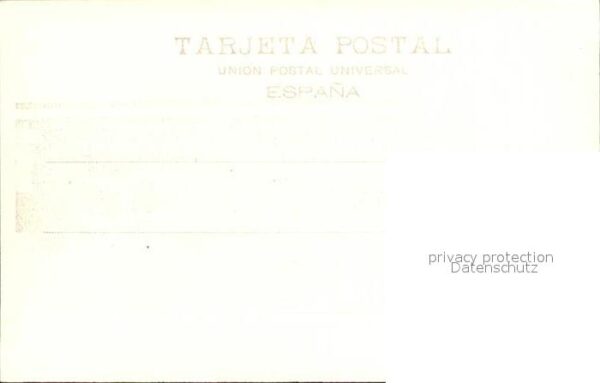 TARJETA POSTAL
UNION POSTAL UNIVERSAL
ESPAÑA
privacy protection
Datenschutz